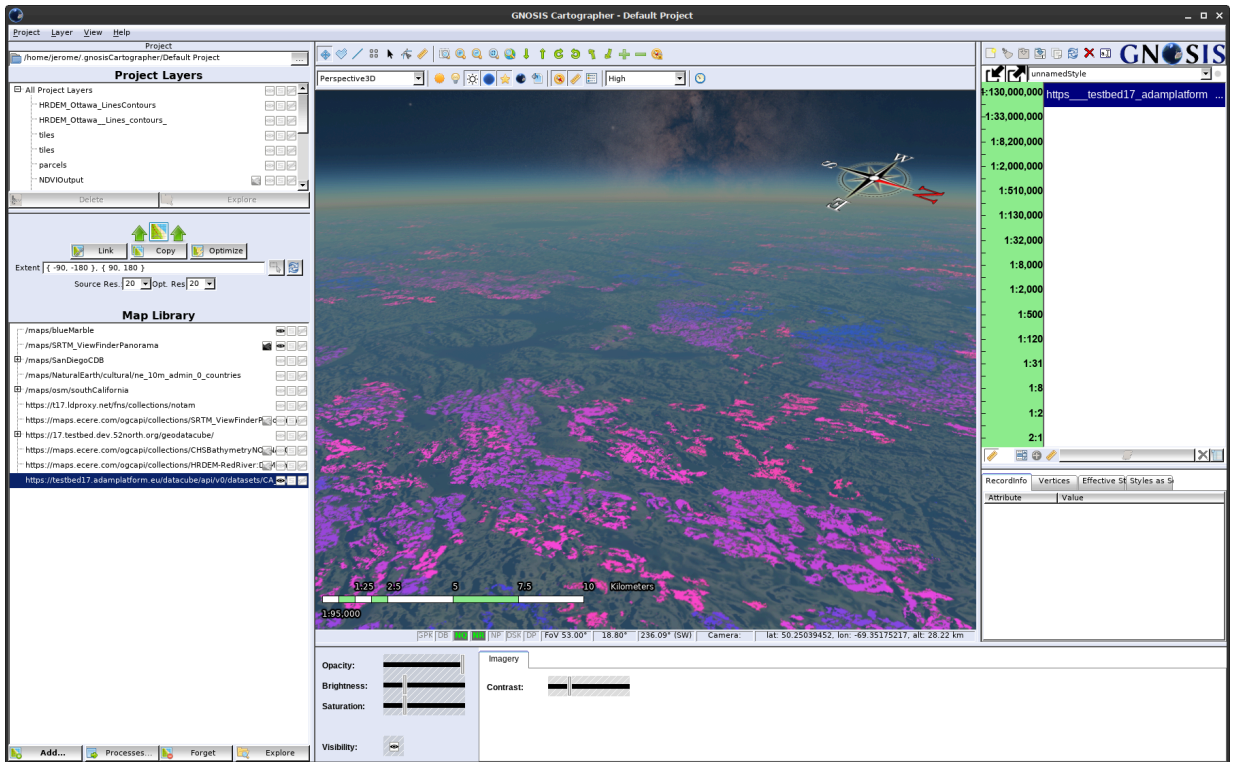 GNOSIS Cartographer - Default Project
Project Layer View Help
Project
/home/jerome/.gnosisCartographer/Default Project ...
Project Layers
All Project Layers
HRDEM_Ottawa_LinesContours
HRDEM_Ottawa__Lines_contours_
tiles
tiles
parcels
NDVIOutput
Delete Explore
Link Copy Optimize
Extent { -90, -180 }, { 90, 180 }
Source Res. 20 Opt. Res 20
Map Library
/maps/blueMarble
/maps/SRTM_ViewFinderPanorama
/maps/SanDiegoCDB
/maps/NaturalEarth/cultural/ne_10m_admin_0_countries
/maps/osm/southCalifornia
https://t17.ldproxy.net/fns/collections/notam
https://maps.ecere.com/ogcapi/collections/SRTM_ViewFinderP
https://17.testbed.dev.52north.org/geodatacube/
https://maps.ecere.com/ogcapi/collections/CHSBathymetryNO
https://maps.ecere.com/ogcapi/collections/HRDEM-RedRiver:D
https://testbed17.adamplatform.eu/datacube/api/v0/datasets/CA_
Add... Processes... Forget Explore
Perspective3D High
S W N E
1.25 2.5 5 7.5 10 Kilometers
1:95,000
GPK DB NP DSK DP FoV 53.00° 18.80° 236.09° (SW) Camera: lat: 50.25039452, lon: -69.35175217, alt: 28.22 km
Opacity:
Brightness:
Saturation:
Visibility:
Imagery
Contrast:
GNOSIS
unnamedStyle
1:130,000,000 https___testbed17_adamplatform ...
1:33,000,000
1:8,200,000
1:2,000,000
1:510,000
1:130,000
1:32,000
1:8,000
1:2,000
1:500
1:120
1:31
1:8
1:2
2:1
RecordInfo Vertices Effective St Styles as S
Attribute Value